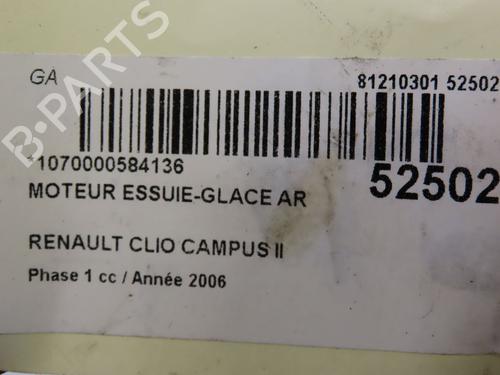 GA
81210301 52502
*1070000584136
52502
MOTEUR ESSUIE-GLACE AR
RENAULT CLIO CAMPUS II
Phase 1 cc / Année 2006
B-PARTS